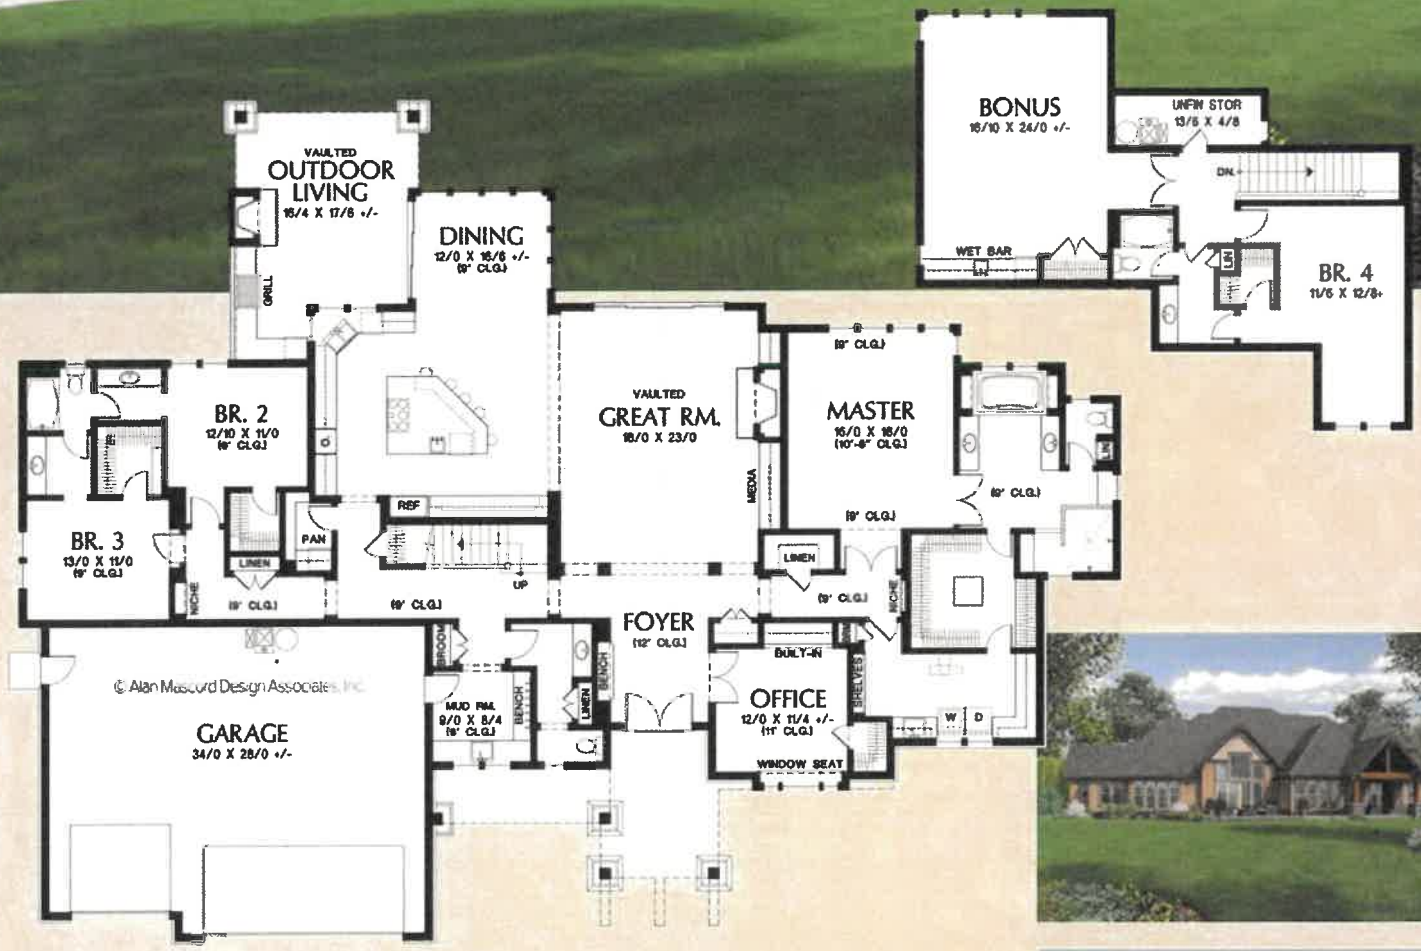 BONUS
16/10 X 24/0 +/-
UNFIN STOR
13/6 X 4/8
DN.
WET BAR
LIN
BR. 4
11/6 X 12/8+
VAULTED
OUTDOOR
LIVING
16/4 X 17/6 +/-
GRILL
DINING
12/0 X 16/6 +/-
(9' CLG.)
BR. 2
12/10 X 11/0
(9' CLG.)
O.
REF
PAN
UP
BR. 3
13/0 X 11/0
(9' CLG.)
LINEN
NICHE
(9' CLG.)
(9' CLG.)
VAULTED
GREAT RM.
18/0 X 23/0
MEDIA
(9' CLG.)
MASTER
16/0 X 16/0
(10'-6" CLG.)
(9' CLG.)
LIN
(9' CLG.)
LINEN
(9' CLG.)
NICHE
FOYER
(12' CLG.)
BENCH
BUILT-IN
SHELVES
OFFICE
12/0 X 11/4 +/-
(11' CLG.)
WINDOW SEAT
W
D
BROOM
MUD RM.
9/0 X 8/4
(9' CLG.)
BENCH
LINEN
© Alan Mascord Design Associates, Inc.
GARAGE
34/0 X 28/0 +/-